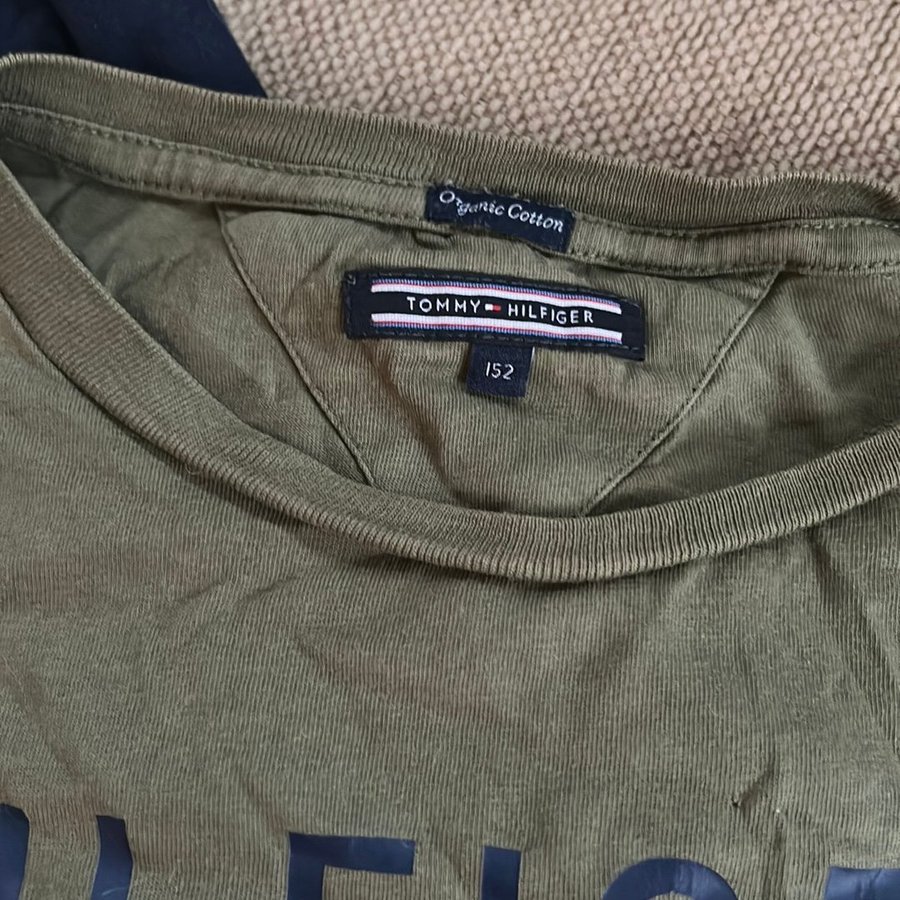 Organic Cotton
TOMMY HILFIGER
152